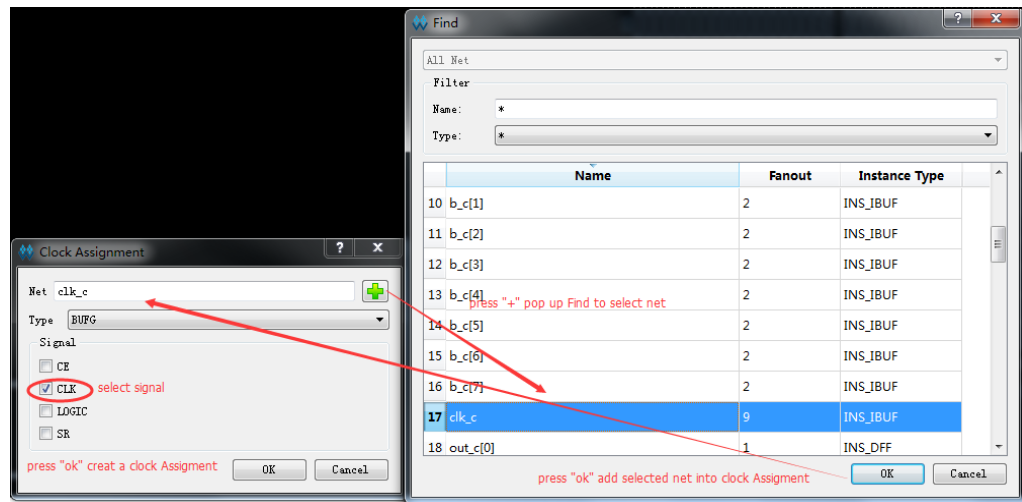 Find
All Net
Filter
Name: *
Type: *
Name Fanout Instance Type
10 b_c[1] 2 INS_IBUF
11 b_c[2] 2 INS_IBUF
12 b_c[3] 2 INS_IBUF
13 b_c[4] 2 INS_IBUF
press "+" pop up Find to select net
14 b_c[5] 2 INS_IBUF
15 b_c[6] 2 INS_IBUF
16 b_c[7] 2 INS_IBUF
17 clk_c 9 INS_IBUF
18 out_c[0] 1 INS_DFF
press "ok" add selected net into clock Assigment
OK Cancel
Clock Assignment
Net clk_c
Type BUFG
Signal
CE
CLK select signal
LOGIC
SR
press "ok" creat a clock Assigment
OK Cancel